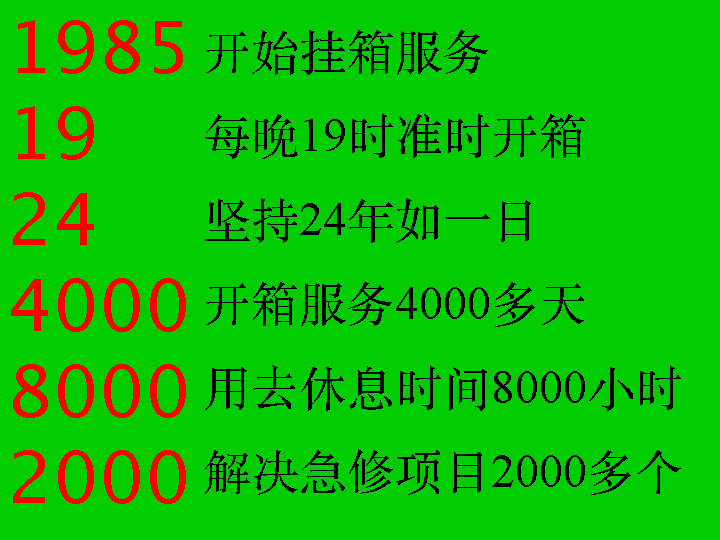 1985 开始挂箱服务
19 每晚19时准时开箱
24 坚持24年如一日
4000 开箱服务4000多天
8000 用去休息时间8000小时
2000 解决急修项目2000多个